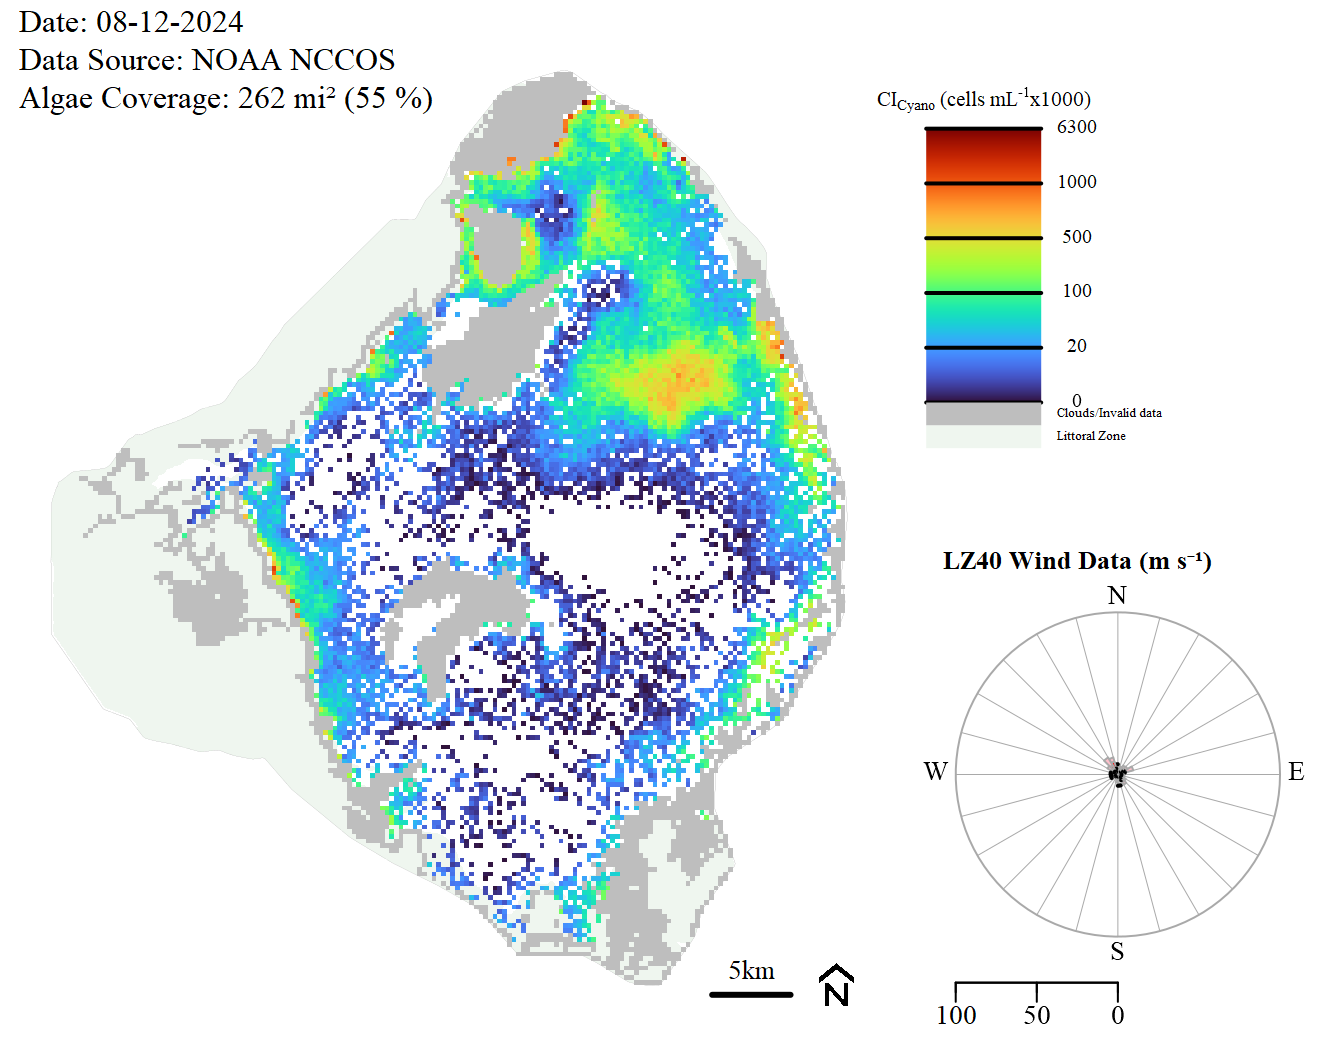 Date: 08-12-2024
Data Source: NOAA NCCOS
Algae Coverage: 262 mi² (55 %)
CI_Cyano (cells mL⁻¹x1000)
6300
1000
500
100
20
0
Clouds/Invalid data
Littoral Zone
LZ40 Wind Data (m s⁻¹)
N
W
E
S
5km
N
100 50 0